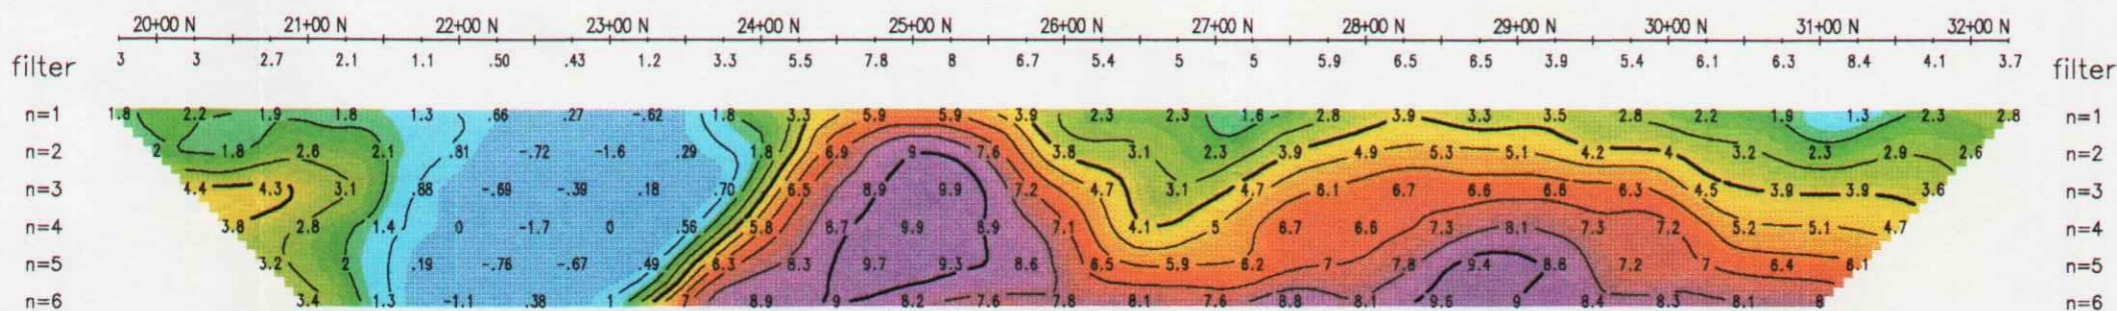 20+00 N 21+00 N 22+00 N 23+00 N 24+00 N 25+00 N 26+00 N 27+00 N 28+00 N 29+00 N 30+00 N 31+00 N 32+00 N
filter 3 3 2.7 2.1 1.1 .50 .43 1.2 3.3 5.5 7.8 8 6.7 5.4 5 5 5.9 6.5 6.5 3.9 5.4 6.1 6.3 8.4 4.1 3.7 filter
n=1 1.8 2.2 1.9 1.8 1.3 .66 .27 -.62 1.8 3.3 5.9 5.9 3.9 2.3 2.3 1.6 2.8 3.9 3.3 3.5 2.8 2.2 1.9 1.3 2.3 2.8 n=1
n=2 2 1.8 2.6 2.1 .81 -.72 -1.6 .29 1.8 6.9 9 7.6 3.8 3.1 2.3 3.9 4.9 5.3 5.1 4.2 4 3.2 2.3 2.9 2.6 n=2
n=3 4.4 4.3 3.1 .88 -.69 -.39 .18 .70 6.5 8.9 9.9 7.2 4.7 3.1 4.7 6.1 6.7 6.6 6.6 6.3 4.5 3.9 3.9 3.6 n=3
n=4 3.8 2.8 1.4 0 -1.7 0 .56 5.8 8.7 9.9 8.9 7.1 4.1 5 6.7 6.6 7.3 8.1 7.3 7.2 5.2 5.1 4.7 n=4
n=5 3.2 2 .19 -.76 -.67 .49 6.3 8.3 9.7 9.3 8.6 6.5 5.9 6.2 7 7.8 9.4 8.8 7.2 7 6.4 6.1 n=5
n=6 3.4 1.3 -1.1 .38 1 7 8.9 9 8.2 7.6 7.8 8.1 7.6 8.8 8.1 9.6 9 8.4 8.3 8.1 8 n=6